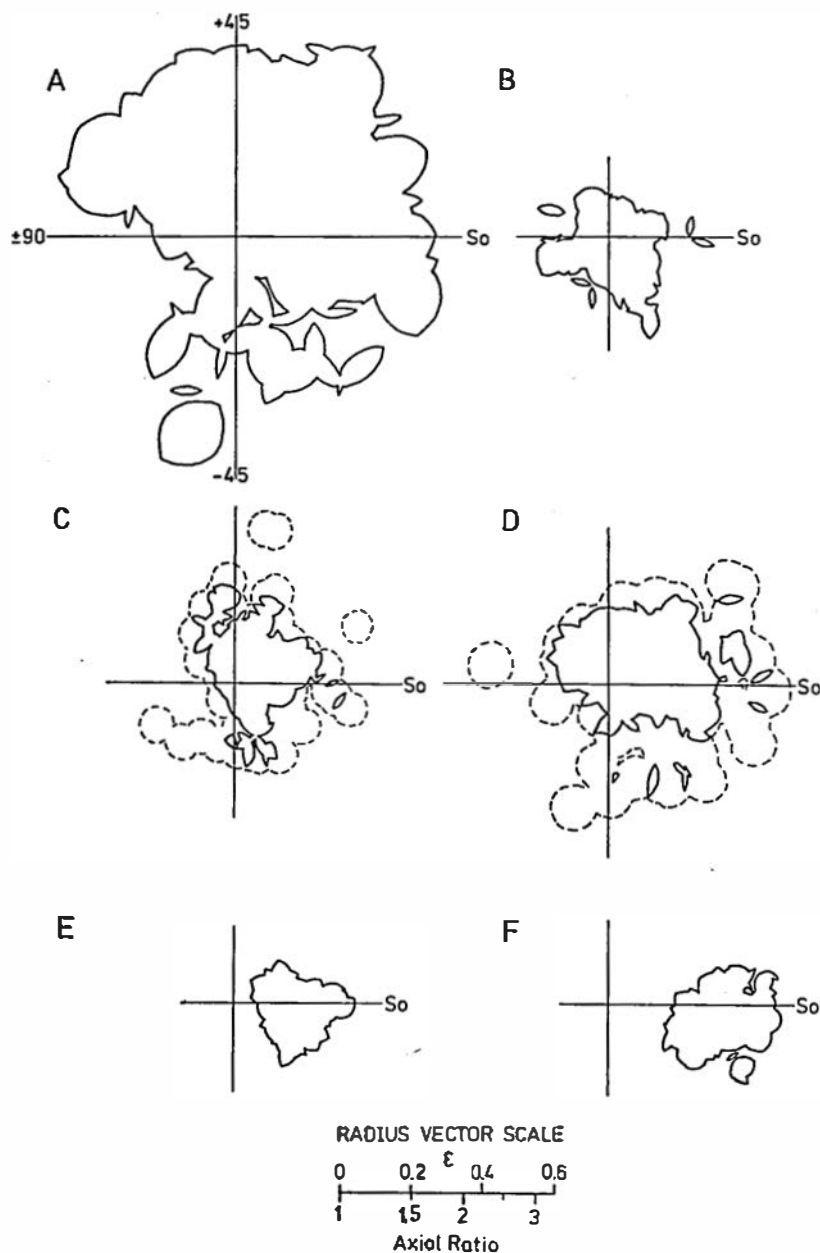 +45
A
B
±90
So
So
-45
C
D
So
So
E
F
So
So
RADIUS VECTOR SCALE
ε
0 0.2 0.4 0.6
1 1.5 2 3
Axial Ratio